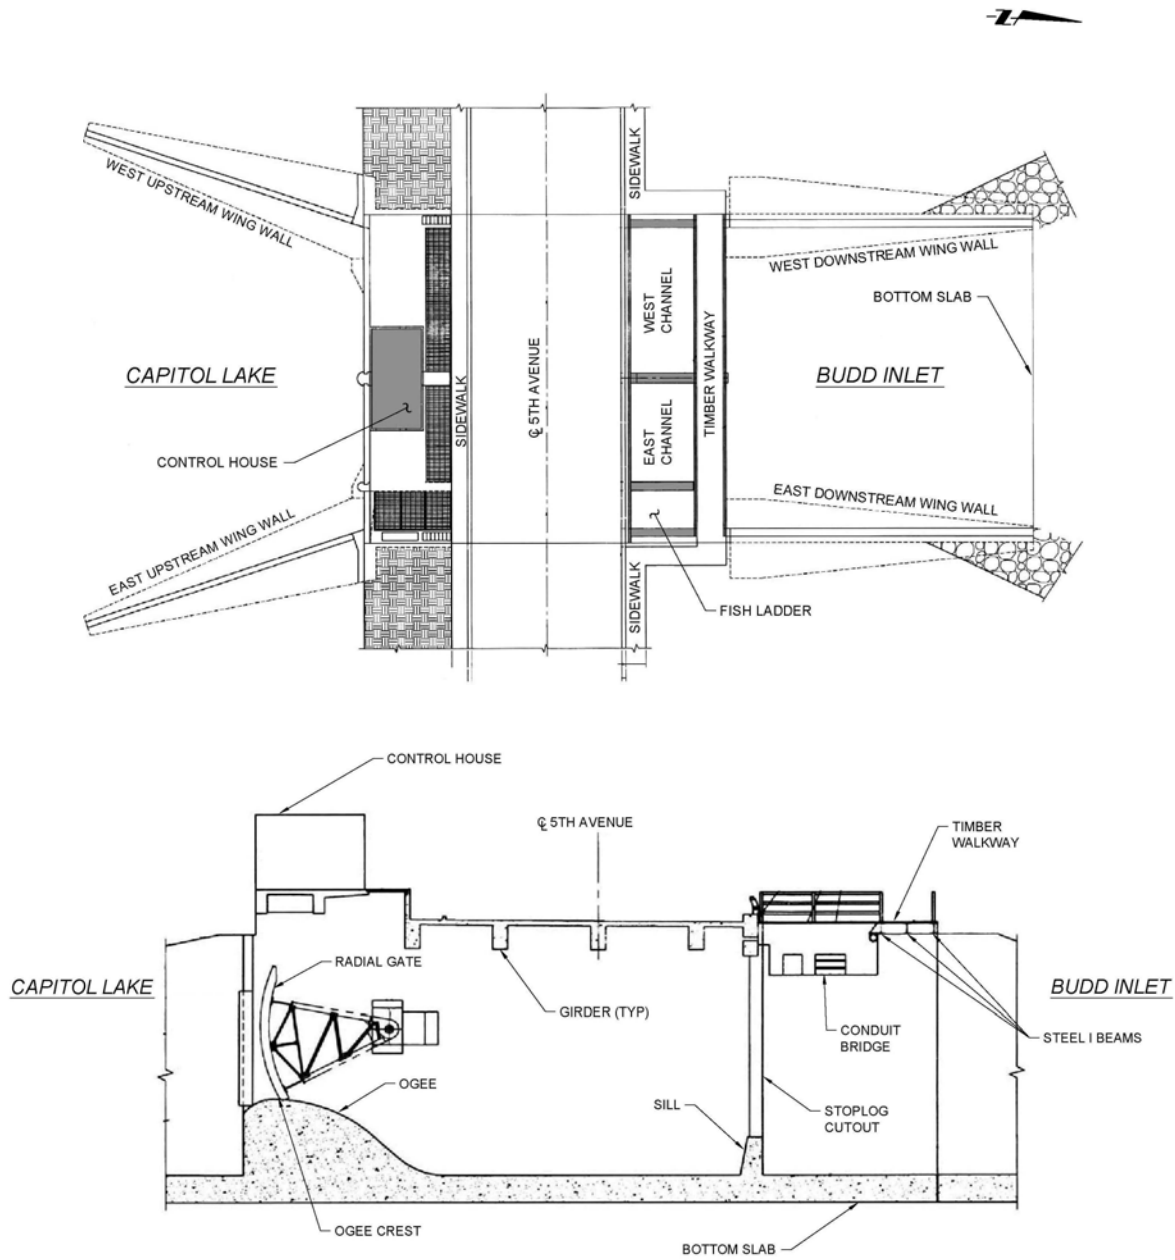 Z
WEST UPSTREAM WING WALL
SIDEWALK
WEST DOWNSTREAM WING WALL
BOTTOM SLAB
WEST
CHANNEL
TIMBER WALKWAY
CAPITOL LAKE
SIDEWALK
℄ 5TH AVENUE
BUDD INLET
EAST
CHANNEL
CONTROL HOUSE
EAST DOWNSTREAM WING WALL
EAST UPSTREAM WING WALL
SIDEWALK
FISH LADDER
CONTROL HOUSE
℄ 5TH AVENUE
TIMBER
WALKWAY
RADIAL GATE
CAPITOL LAKE
BUDD INLET
GIRDER (TYP)
CONDUIT
BRIDGE
STEEL I BEAMS
OGEE
SILL
STOPLOG
CUTOUT
OGEE CREST
BOTTOM SLAB